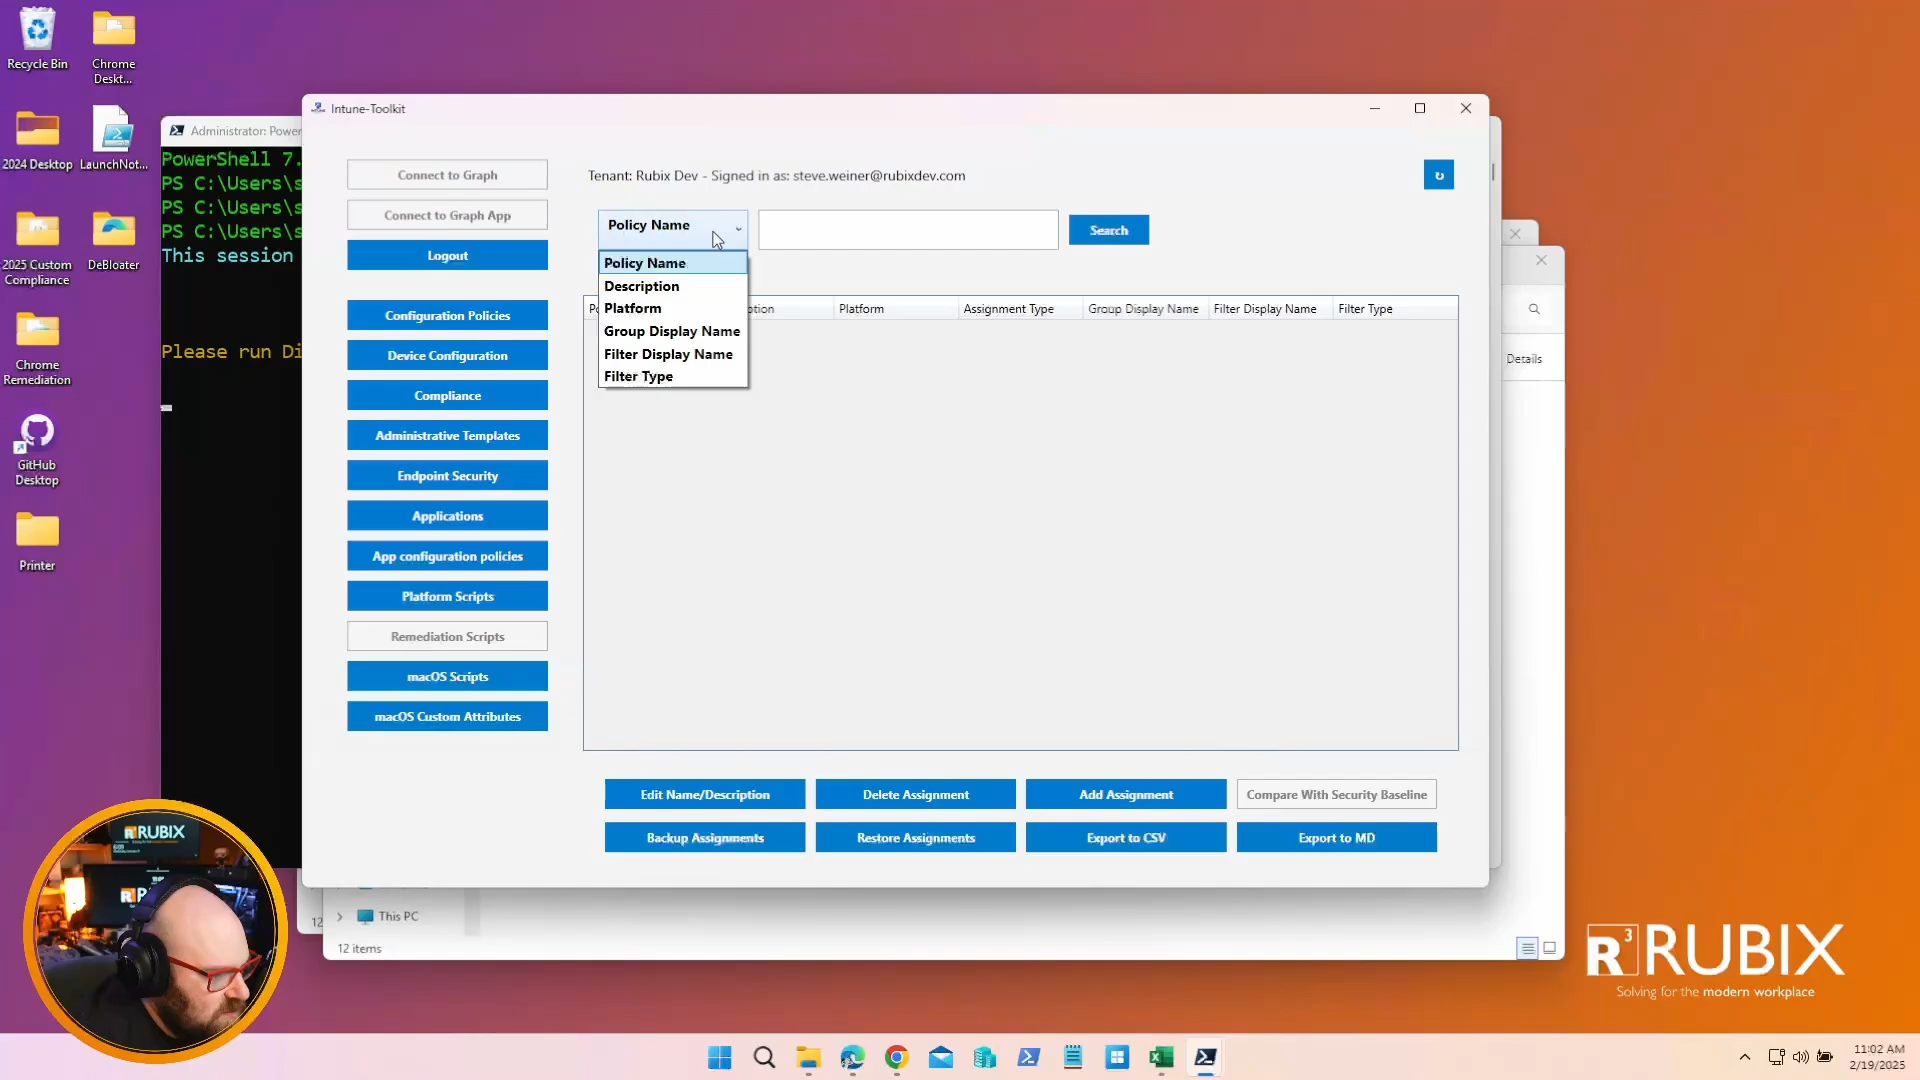 Recycle Bin
Chrome
Deskt...
2024 Desktop
LaunchNot...
2025 Custom
Compliance
DeBloater
Chrome
Remediation
GitHub
Desktop
Printer
Administrator: Power
PowerShell 7.
PS C:\Users\s
PS C:\Users\s
PS C:\Users\s
This session
Please run Di
Intune-Toolkit
Connect to Graph
Connect to Graph App
Logout
Configuration Policies
Device Configuration
Compliance
Administrative Templates
Endpoint Security
Applications
App configuration policies
Platform Scripts
Remediation Scripts
macOS Scripts
macOS Custom Attributes
Tenant: Rubix Dev - Signed in as: steve.weiner@rubixdev.com
Policy Name
Search
Policy Name
Description
Platform
Group Display Name
Filter Display Name
Filter Type
Po
ption
Platform
Assignment Type
Group Display Name
Filter Display Name
Filter Type
Edit Name/Description
Delete Assignment
Add Assignment
Compare With Security Baseline
Backup Assignments
Restore Assignments
Export to CSV
Export to MD
Details
This PC
12
12 items
RUBIX
R3 RUBIX
Solving for the modern workplace
11:02 AM
2/19/2025